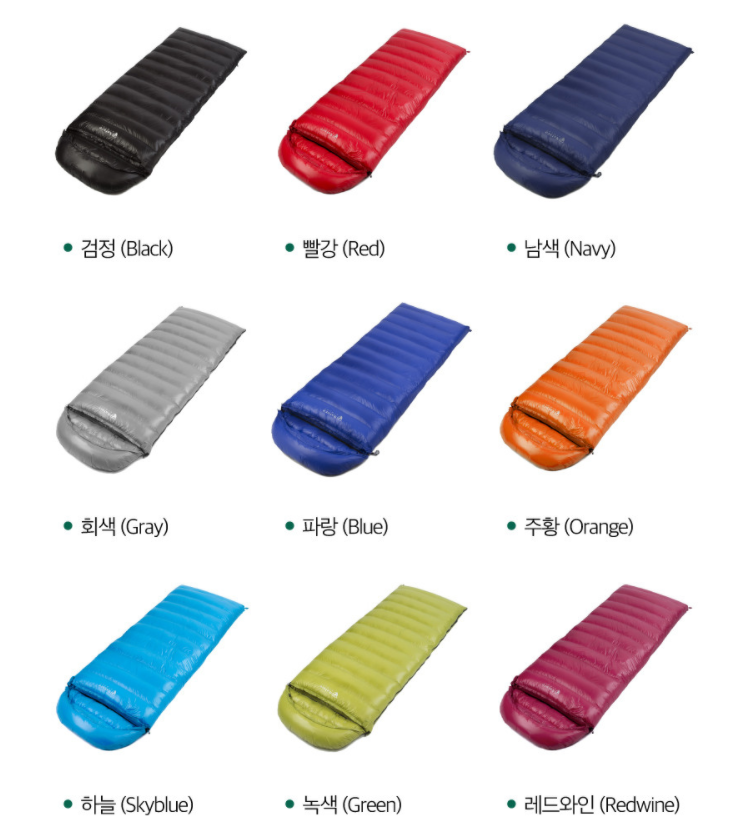 검정 (Black)
빨강 (Red)
남색 (Navy)
회색 (Gray)
파랑 (Blue)
주황 (Orange)
하늘 (Skyblue)
녹색 (Green)
레드와인 (Redwine)